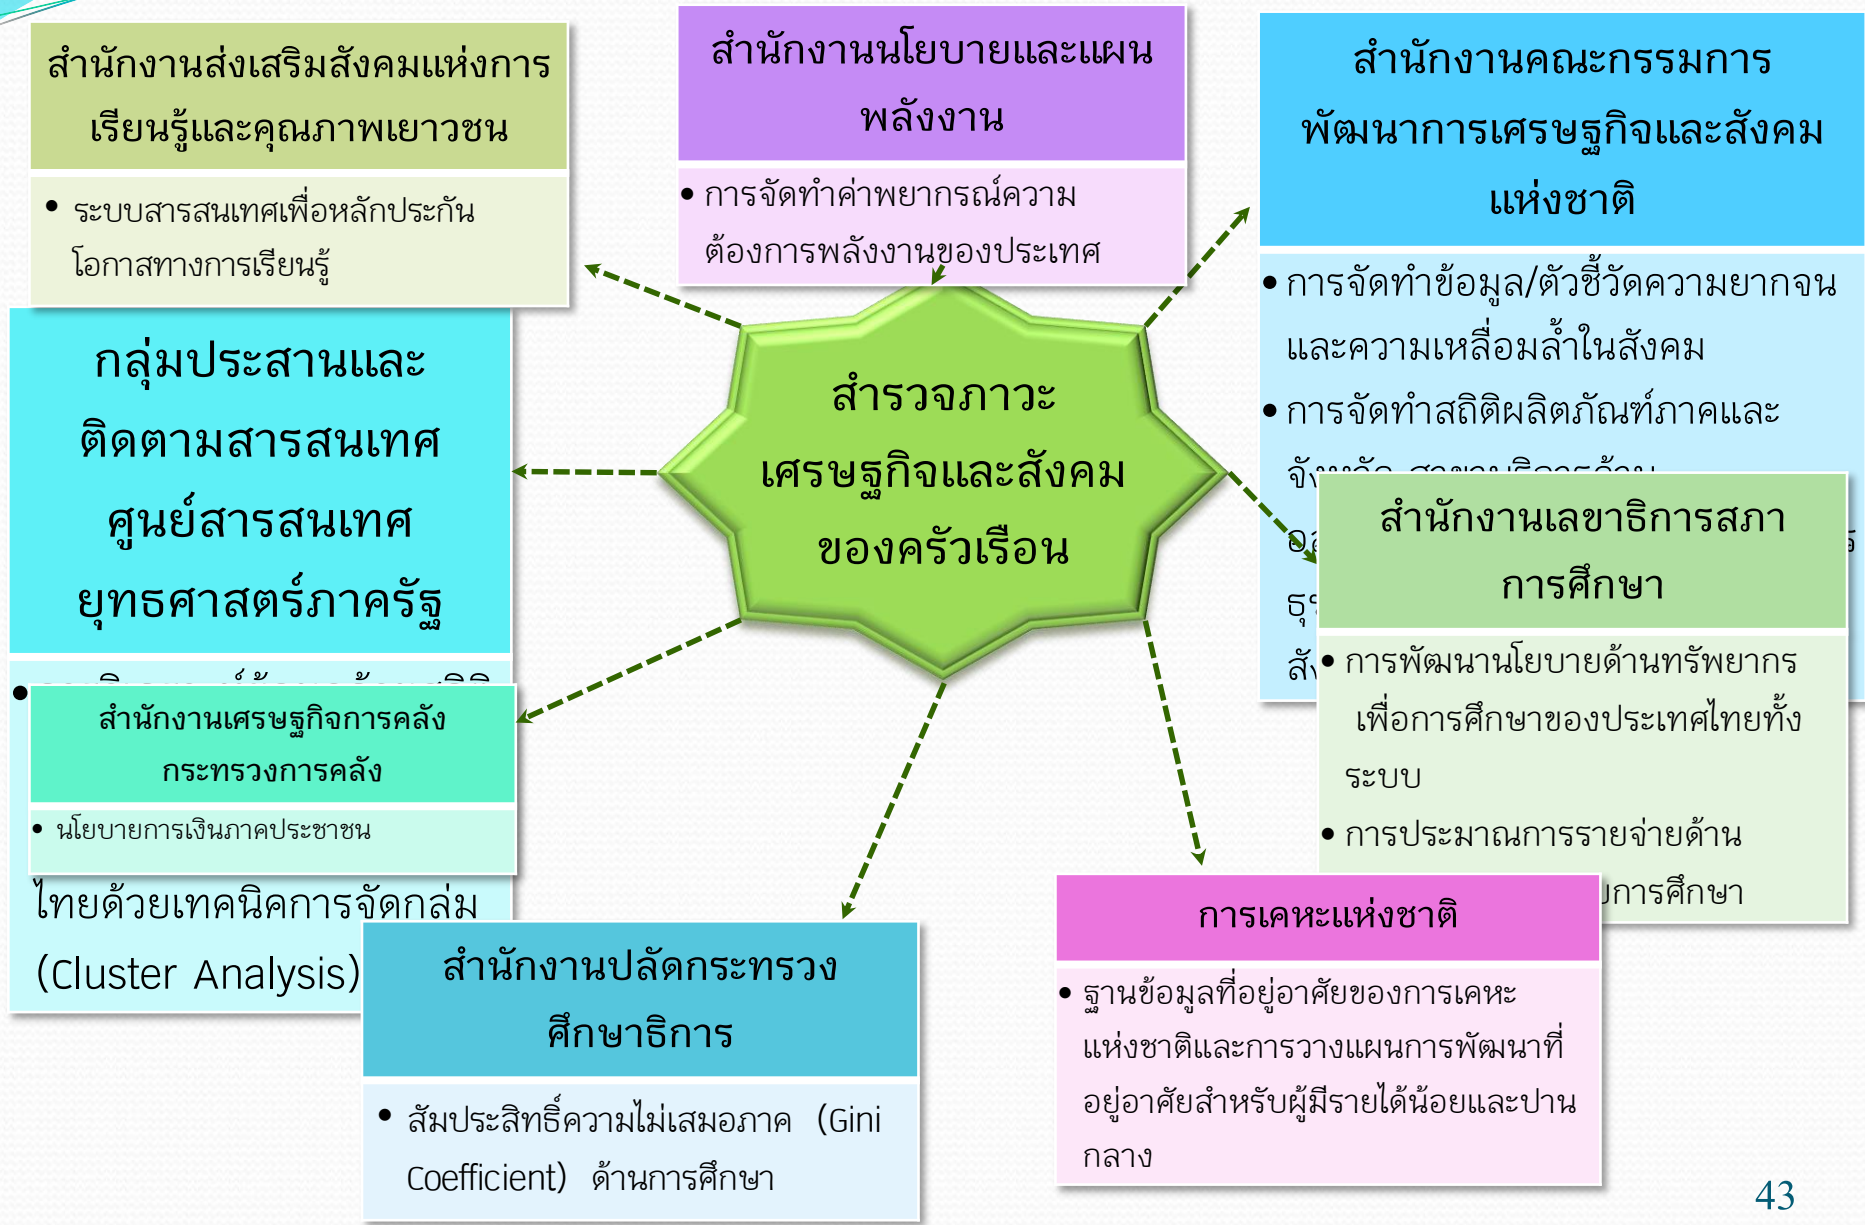 สำนักงานส่งเสริมสังคมแห่งการ
เรียนรู้และคุณภาพเยาวชน
• ระบบสารสนเทศเพื่อหลักประกัน
โอกาสทางการเรียนรู้
สำนักงานนโยบายและแผน
พลังงาน
• การจัดทำค่าพยากรณ์ความ
ต้องการพลังงานของประเทศ
สำนักงานคณะกรรมการ
พัฒนาการเศรษฐกิจและสังคม
แห่งชาติ
• การจัดทำข้อมูล/ตัวชี้วัดความยากจน
และความเหลื่อมล้ำในสังคม
• การจัดทำสถิติผลิตภัณฑ์ภาคและ
กลุ่มประสานและ
ติดตามสารสนเทศ
ศูนย์สารสนเทศ
ยุทธศาสตร์ภาครัฐ
ไทยด้วยเทคนิคการจัดกลุ่ม
(Cluster Analysis)
สำรวจภาวะ
เศรษฐกิจและสังคม
ของครัวเรือน
สำนักงานเลขาธิการสภา
การศึกษา
• การพัฒนานโยบายด้านทรัพยากร
เพื่อการศึกษาของประเทศไทยทั้ง
ระบบ
• การประมาณการรายจ่ายด้าน
การศึกษา
สำนักงานเศรษฐกิจการคลัง
กระทรวงการคลัง
• นโยบายการเงินภาคประชาชน
สำนักงานปลัดกระทรวง
ศึกษาธิการ
• สัมประสิทธิ์ความไม่เสมอภาค (Gini
Coefficient) ด้านการศึกษา
การเคหะแห่งชาติ
• ฐานข้อมูลที่อยู่อาศัยของการเคหะ
แห่งชาติและการวางแผนการพัฒนาที่
อยู่อาศัยสำหรับผู้มีรายได้น้อยและปาน
กลาง
43